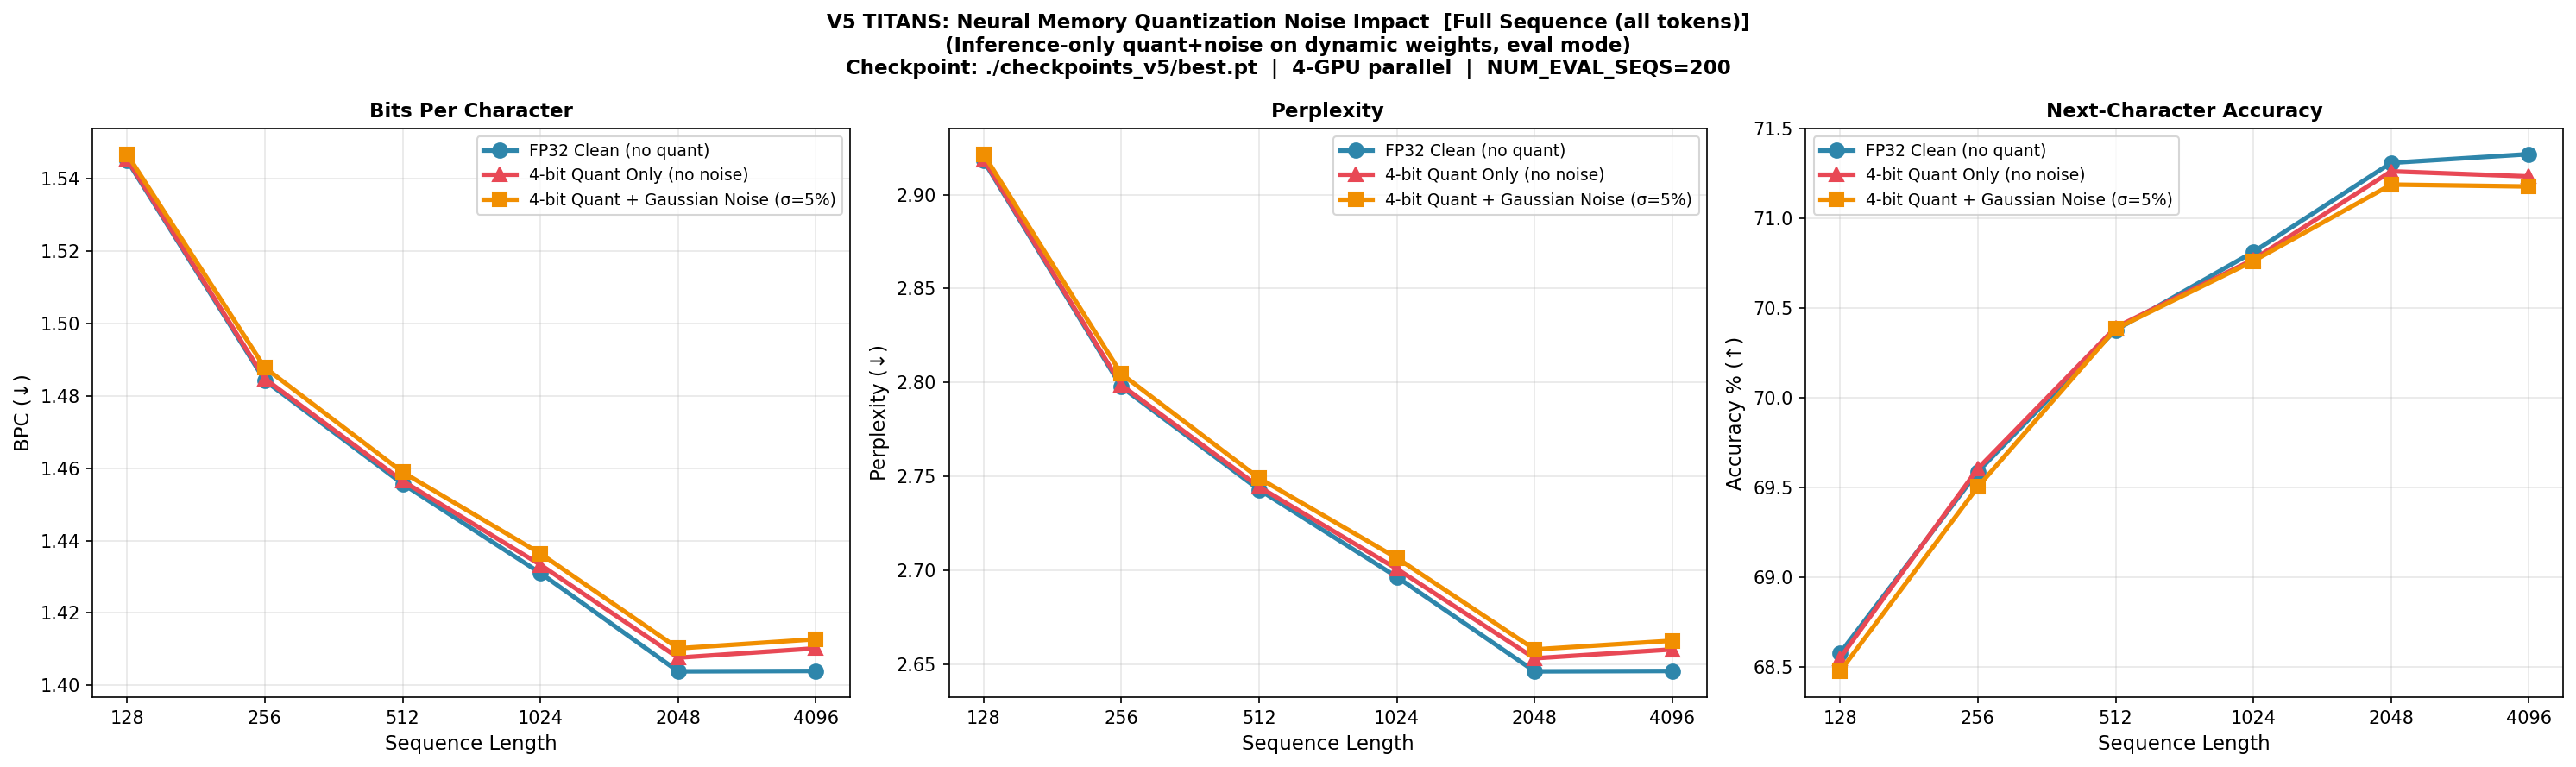 V5 TITANS: Neural Memory Quantization Noise Impact  [Full Sequence (all tokens)]
(Inference-only quant+noise on dynamic weights, eval mode)
Checkpoint: ./checkpoints_v5/best.pt  |  4-GPU parallel  |  NUM_EVAL_SEQS=200
Bits Per Character
FP32 Clean (no quant)
4-bit Quant Only (no noise)
4-bit Quant + Gaussian Noise (σ=5%)
BPC (↓)
1.54
1.52
1.50
1.48
1.46
1.44
1.42
1.40
128 256 512 1024 2048 4096
Sequence Length
Perplexity
FP32 Clean (no quant)
4-bit Quant Only (no noise)
4-bit Quant + Gaussian Noise (σ=5%)
Perplexity (↓)
2.90
2.85
2.80
2.75
2.70
2.65
128 256 512 1024 2048 4096
Sequence Length
Next-Character Accuracy
FP32 Clean (no quant)
4-bit Quant Only (no noise)
4-bit Quant + Gaussian Noise (σ=5%)
Accuracy % (↑)
71.5
71.0
70.5
70.0
69.5
69.0
68.5
128 256 512 1024 2048 4096
Sequence Length